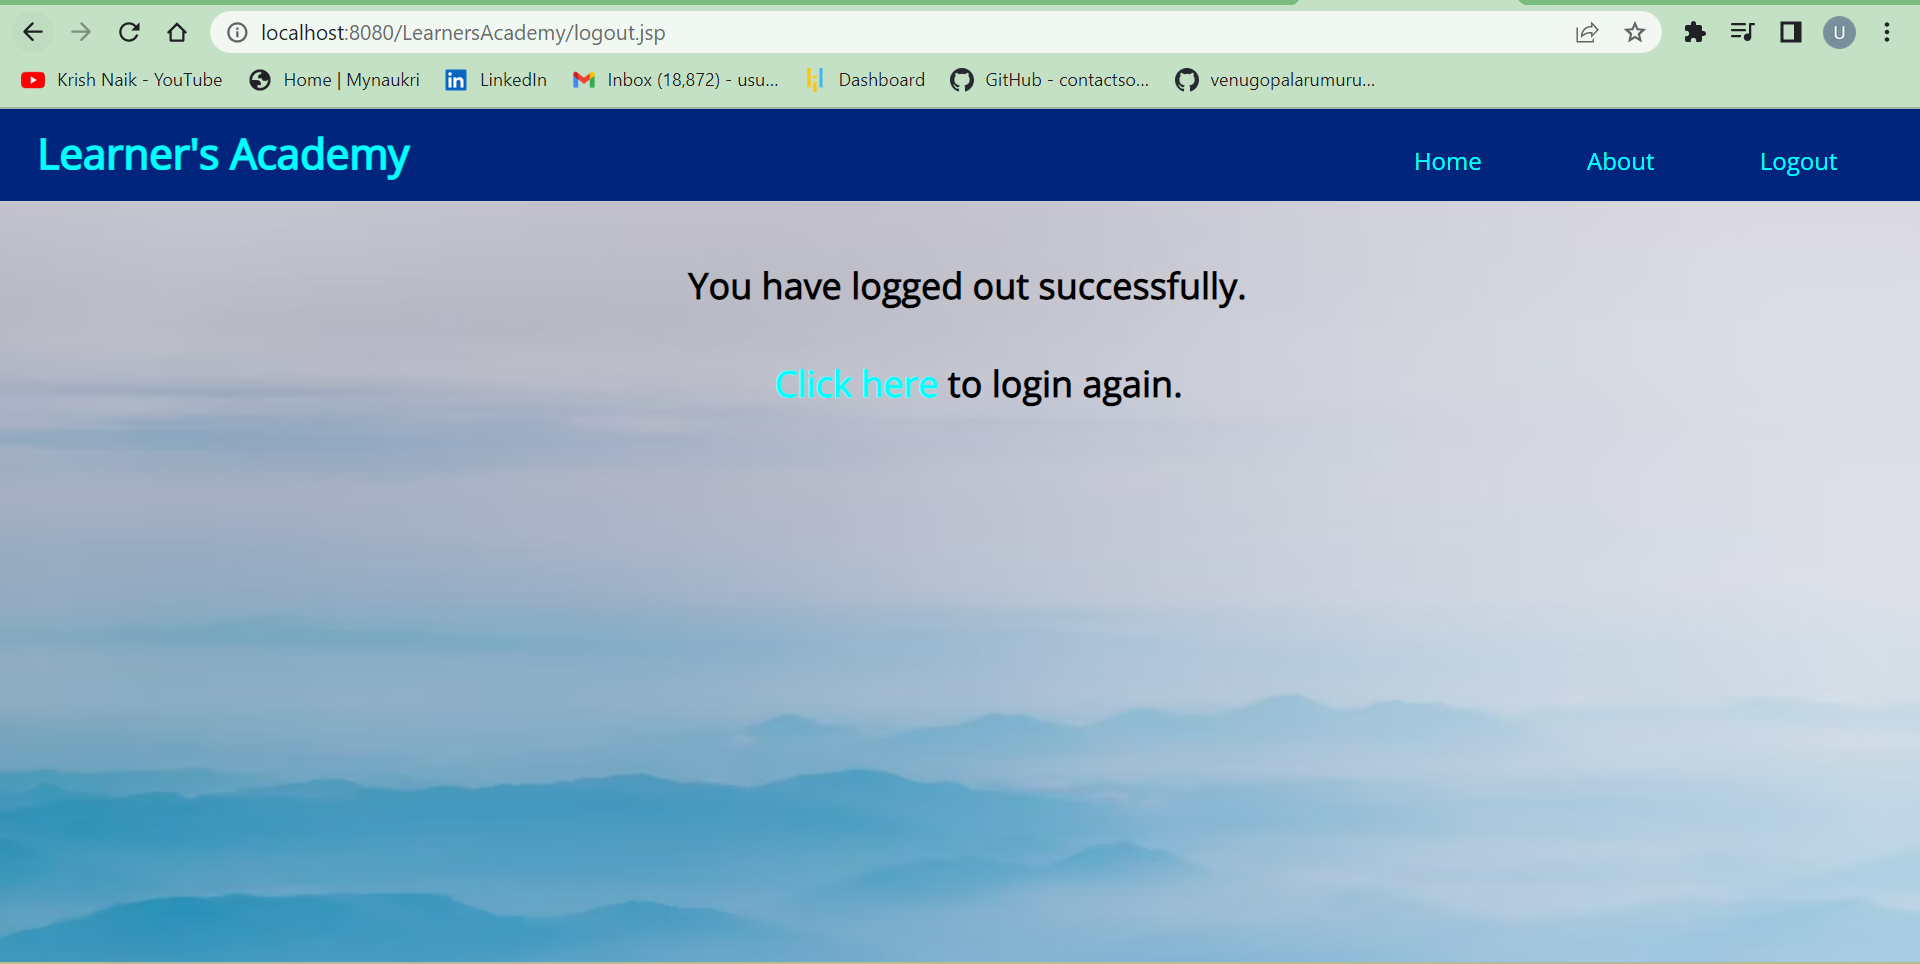 localhost:8080/LearnersAcademy/logout.jsp
U
Krish Naik - YouTube Home | Mynaukri LinkedIn Inbox (18,872) - usu... Dashboard GitHub - contactso... venugopalarumuru...
Learner's Academy Home About Logout
You have logged out successfully.
Click here to login again.